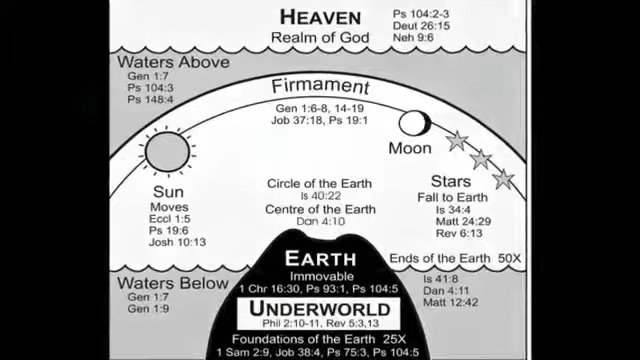 HEAVEN
Realm of God
Ps 104:2-3
Deut 26:15
Neh 9:6
Waters Above
Gen 1:7
Ps 104:3
Ps 148:4
Firmament
Gen 1:6-8, 14-19
Job 37:18, Ps 19:1
Moon
Sun
Moves
Eccl 1:5
Ps 19:6
Josh 10:13
Circle of the Earth
Is 40:22
Centre of the Earth
Dan 4:10
Stars
Fall to Earth
Is 34:4
Matt 24:29
Rev 6:13
EARTH
Immovable
1 Chr 16:30, Ps 93:1, Ps 104:5
Ends of the Earth 50X
Is 41:8
Dan 4:11
Matt 12:42
Waters Below
Gen 1:7
Gen 1:9
UNDERWORLD
Phil 2:10-11, Rev 5:3,13
Foundations of the Earth 25X
1 Sam 2:9, Job 38:4, Ps 75:3, Ps 104:5